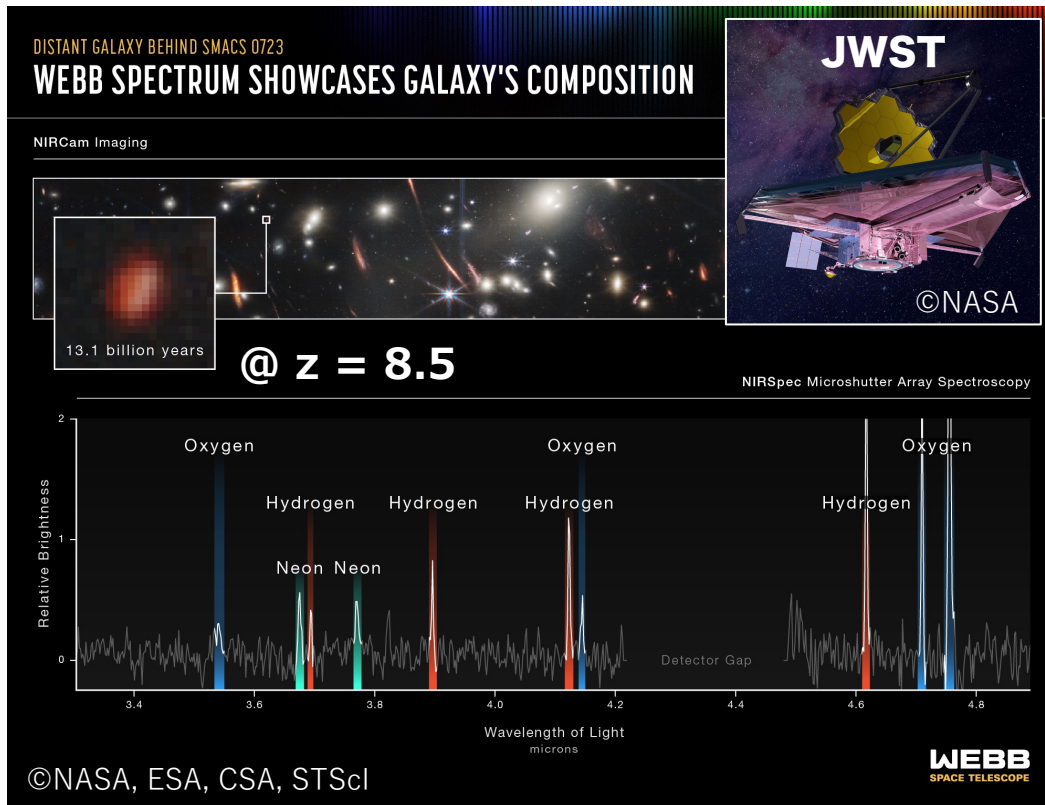 DISTANT GALAXY BEHIND SMACS 0723
WEBB SPECTRUM SHOWCASES GALAXY'S COMPOSITION
JWST
©NASA
NIRCam Imaging
13.1 billion years
@ z = 8.5
NIRSpec Microshutter Array Spectroscopy
2
1
0
Relative Brightness
Oxygen
Oxygen
Oxygen
Hydrogen
Hydrogen
Hydrogen
Hydrogen
Neon
Neon
Detector Gap
3.4
3.6
3.8
4.0
4.2
4.4
4.6
4.8
Wavelength of Light
microns
©NASA, ESA, CSA, STScI
WEBB
SPACE TELESCOPE